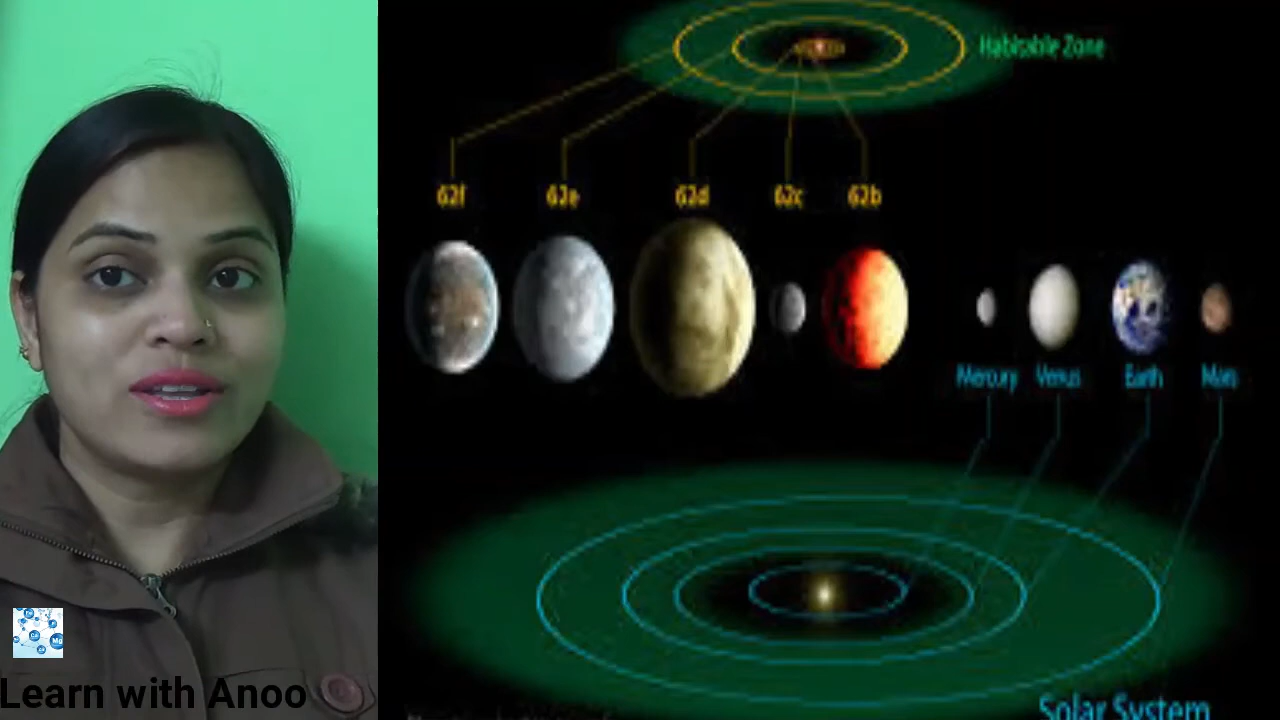 Habitable Zone
62f 62e 62d 62c 62b
Mercury Venus Earth Mars
Solar System
Learn with Anoo